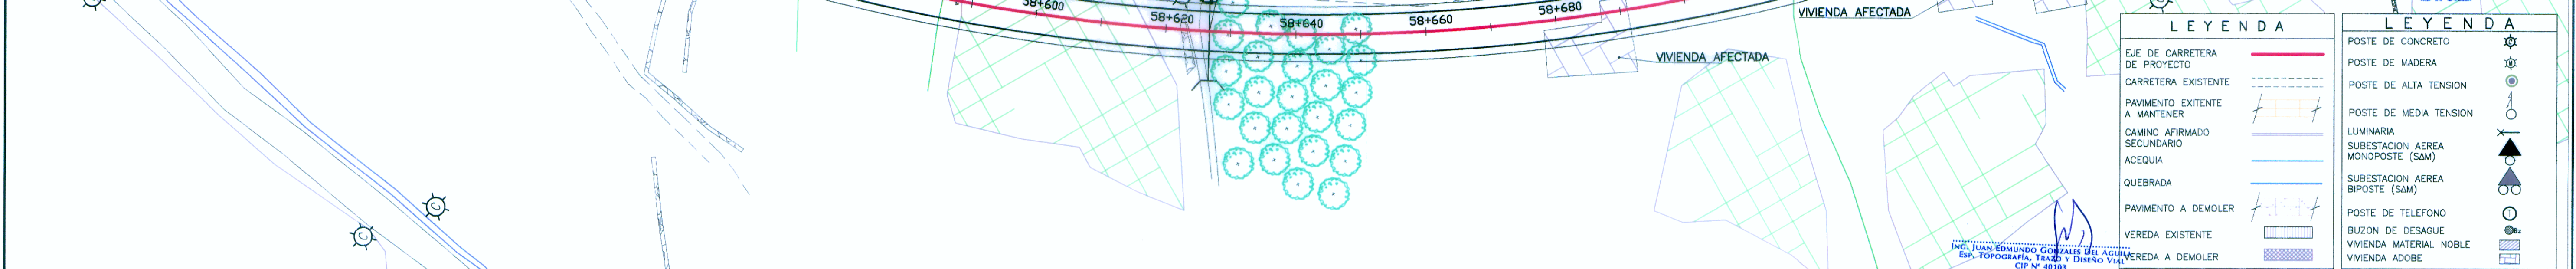 58+600
58+620
58+640
58+660
58+680
VIVIENDA AFECTADA
VIVIENDA AFECTADA
C
C
LEYENDA
EJE DE CARRETERA
DE PROYECTO
CARRETERA EXISTENTE
PAVIMENTO EXITENTE
A MANTENER
CAMINO AFIRMADO
SECUNDARIO
ACEQUIA
QUEBRADA
PAVIMENTO A DEMOLER
VEREDA EXISTENTE
VEREDA A DEMOLER
LEYENDA
POSTE DE CONCRETO
POSTE DE MADERA
POSTE DE ALTA TENSION
POSTE DE MEDIA TENSION
LUMINARIA
SUBESTACION AEREA
MONOPOSTE (SAM)
SUBESTACION AEREA
BIPOSTE (SAM)
POSTE DE TELEFONO
T
BUZON DE DESAGUE
Bz
VIVIENDA MATERIAL NOBLE
VIVIENDA ADOBE
ING. JUAN EDMUNDO GONZALES DEL AGUILA
ESP. TOPOGRAFÍA, TRAZO Y DISEÑO VIAL
CIP Nº 40103